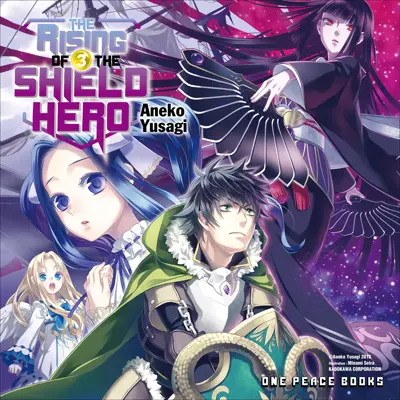 THE
RISING
OF 3 THE
SHIELD
HERO
Aneko
Yusagi
©Aneko Yusagi 2013
Illustration : Minami Seira
KADOKAWA CORPORATION
ONE PEACE BOOKS